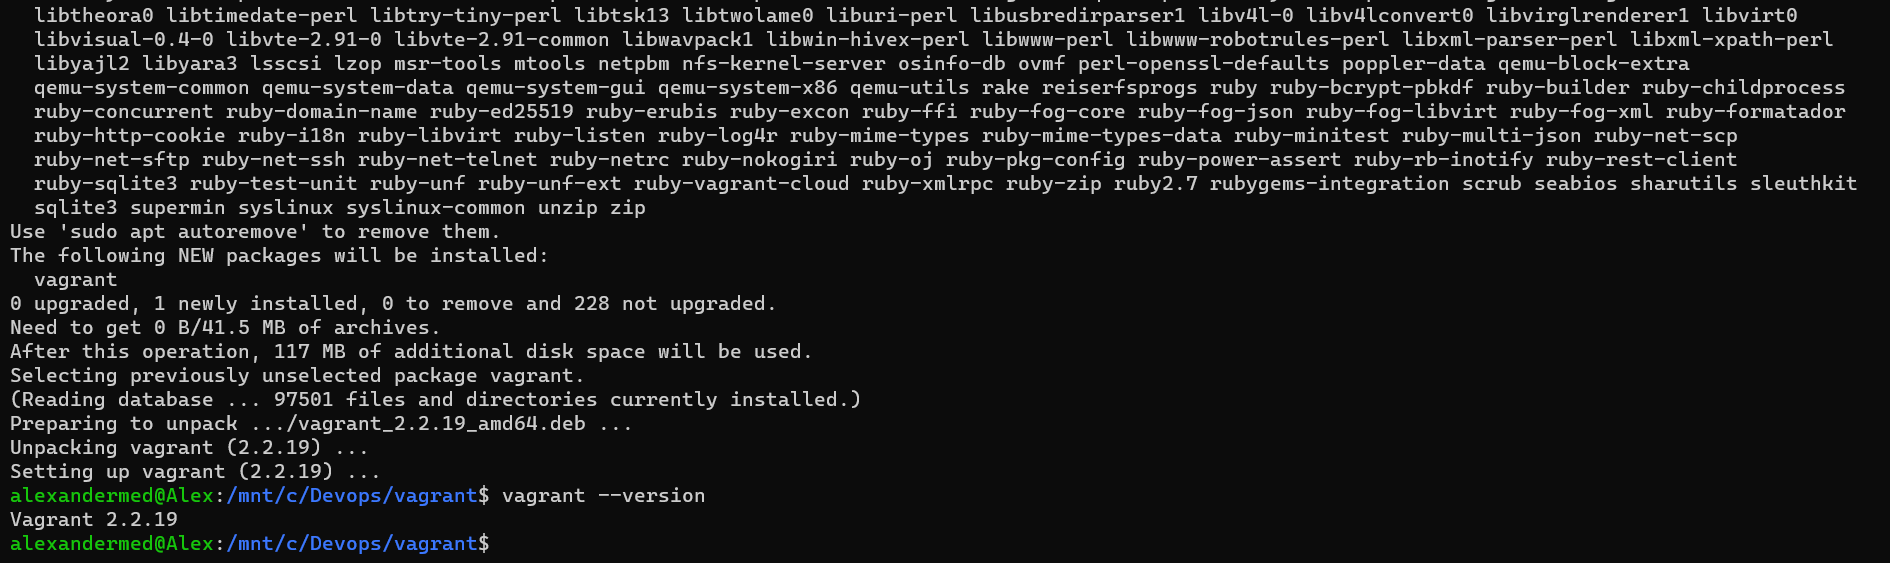 libtheora0 libtimedate-perl libtry-tiny-perl libtsk13 libtwolame0 liburi-perl libusbredirparser1 libv4l-0 libv4lconvert0 libvirglrenderer1 libvirt0
libvisual-0.4-0 libvte-2.91-0 libvte-2.91-common libwavpack1 libwin-hivex-perl libwww-perl libwww-robotrules-perl libxml-parser-perl libxml-xpath-perl
libyajl2 libyara3 lsscsi lzop msr-tools mtools netpbm nfs-kernel-server osinfo-db ovmf perl-openssl-defaults poppler-data qemu-block-extra
qemu-system-common qemu-system-data qemu-system-gui qemu-system-x86 qemu-utils rake reiserfsprogs ruby ruby-bcrypt-pbkdf ruby-builder ruby-childprocess
ruby-concurrent ruby-domain-name ruby-ed25519 ruby-erubis ruby-excon ruby-ffi ruby-fog-core ruby-fog-json ruby-fog-libvirt ruby-fog-xml ruby-formatador
ruby-http-cookie ruby-i18n ruby-libvirt ruby-listen ruby-log4r ruby-mime-types ruby-mime-types-data ruby-minitest ruby-multi-json ruby-net-scp
ruby-net-sftp ruby-net-ssh ruby-net-telnet ruby-netrc ruby-nokogiri ruby-oj ruby-pkg-config ruby-power-assert ruby-rb-inotify ruby-rest-client
ruby-sqlite3 ruby-test-unit ruby-unf ruby-unf-ext ruby-vagrant-cloud ruby-xmlrpc ruby-zip ruby2.7 rubygems-integration scrub seabios sharutils sleuthkit
sqlite3 supermin syslinux syslinux-common unzip zip
Use 'sudo apt autoremove' to remove them.
The following NEW packages will be installed:
vagrant
0 upgraded, 1 newly installed, 0 to remove and 228 not upgraded.
Need to get 0 B/41.5 MB of archives.
After this operation, 117 MB of additional disk space will be used.
Selecting previously unselected package vagrant.
(Reading database ... 97501 files and directories currently installed.)
Preparing to unpack .../vagrant_2.2.19_amd64.deb ...
Unpacking vagrant (2.2.19) ...
Setting up vagrant (2.2.19) ...
alexandermed@Alex:/mnt/c/Devops/vagrant$ vagrant --version
Vagrant 2.2.19
alexandermed@Alex:/mnt/c/Devops/vagrant$